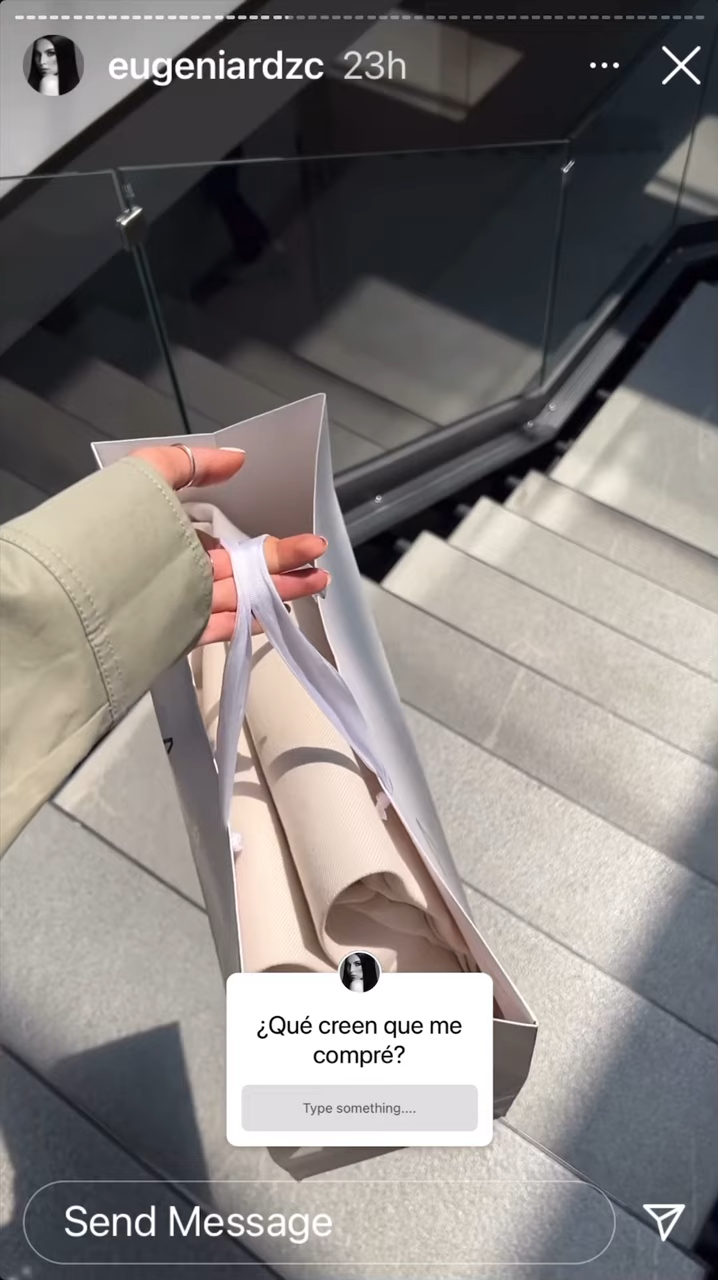 eugeniardzc 23h
¿Qué creen que me
compré?
Type something....
Send Message